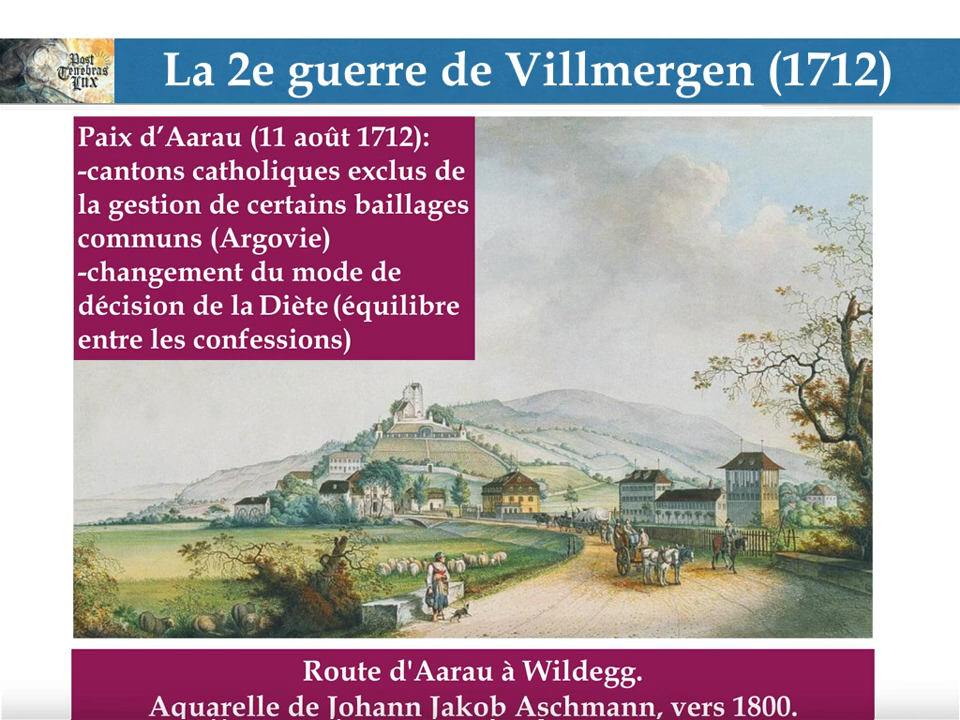 Post
Tenebras
Lux
La 2e guerre de Villmergen (1712)
Paix d’Aarau (11 août 1712):
-cantons catholiques exclus de
la gestion de certains baillages
communs (Argovie)
-changement du mode de
décision de la Diète (équilibre
entre les confessions)
Route d'Aarau à Wildegg.
Aquarelle de Johann Jakob Aschmann, vers 1800.